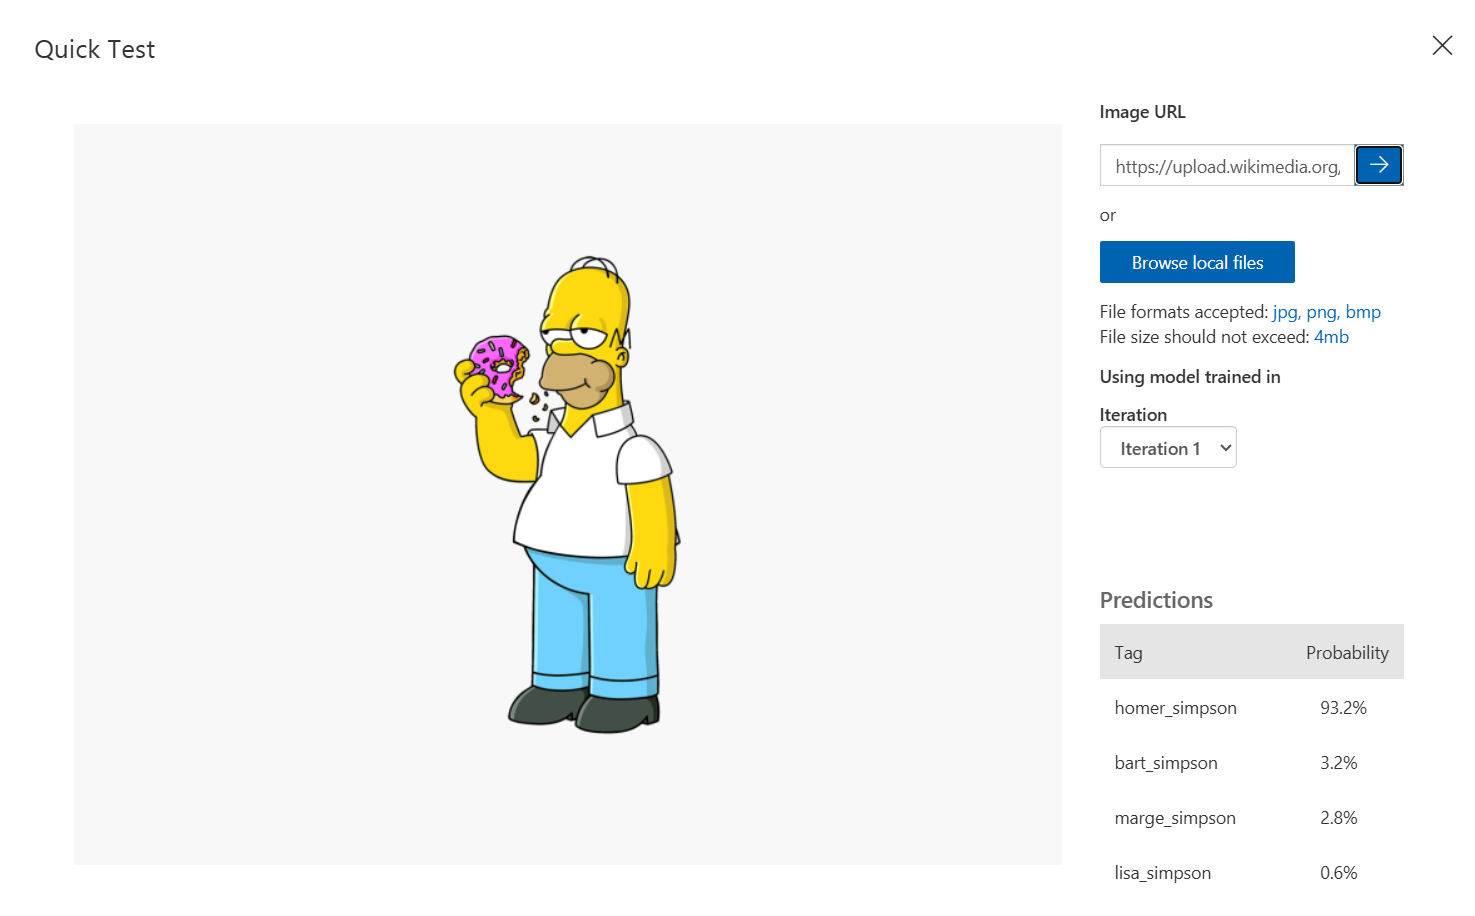 Quick Test
Image URL
https://upload.wikimedia.org,
or
Browse local files
File formats accepted: jpg, png, bmp
File size should not exceed: 4mb
Using model trained in
Iteration
Iteration 1
Predictions
Tag Probability
homer_simpson 93.2%
bart_simpson 3.2%
marge_simpson 2.8%
lisa_simpson 0.6%